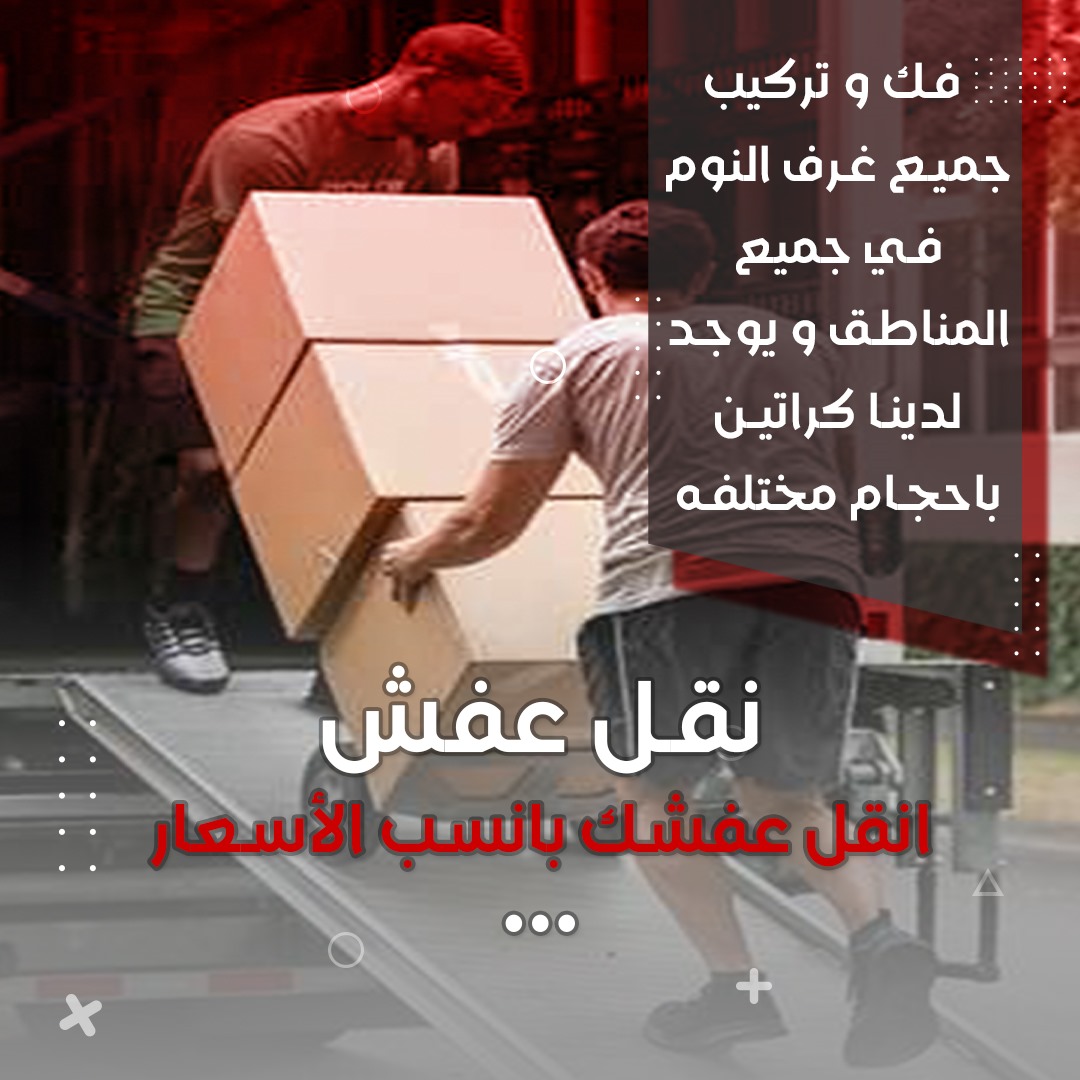 فك و تركيب
جميع غرف النوم
في جميع
المناطق و يوجد
لدينا كراتين
باحجام مختلفه
نقل عفش
انقل عفشك بانسب الأسعار
...